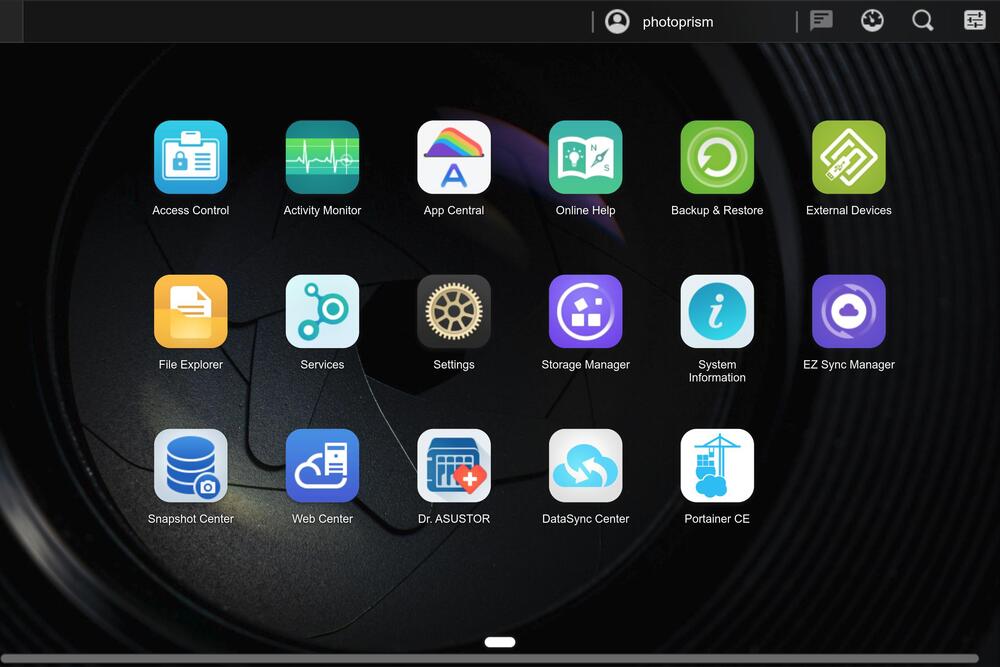 photoprism
Access Control
Activity Monitor
App Central
Online Help
Backup & Restore
External Devices
File Explorer
Services
Settings
Storage Manager
System
Information
EZ Sync Manager
Snapshot Center
Web Center
Dr. ASUSTOR
DataSync Center
Portainer CE
A
N
S
i